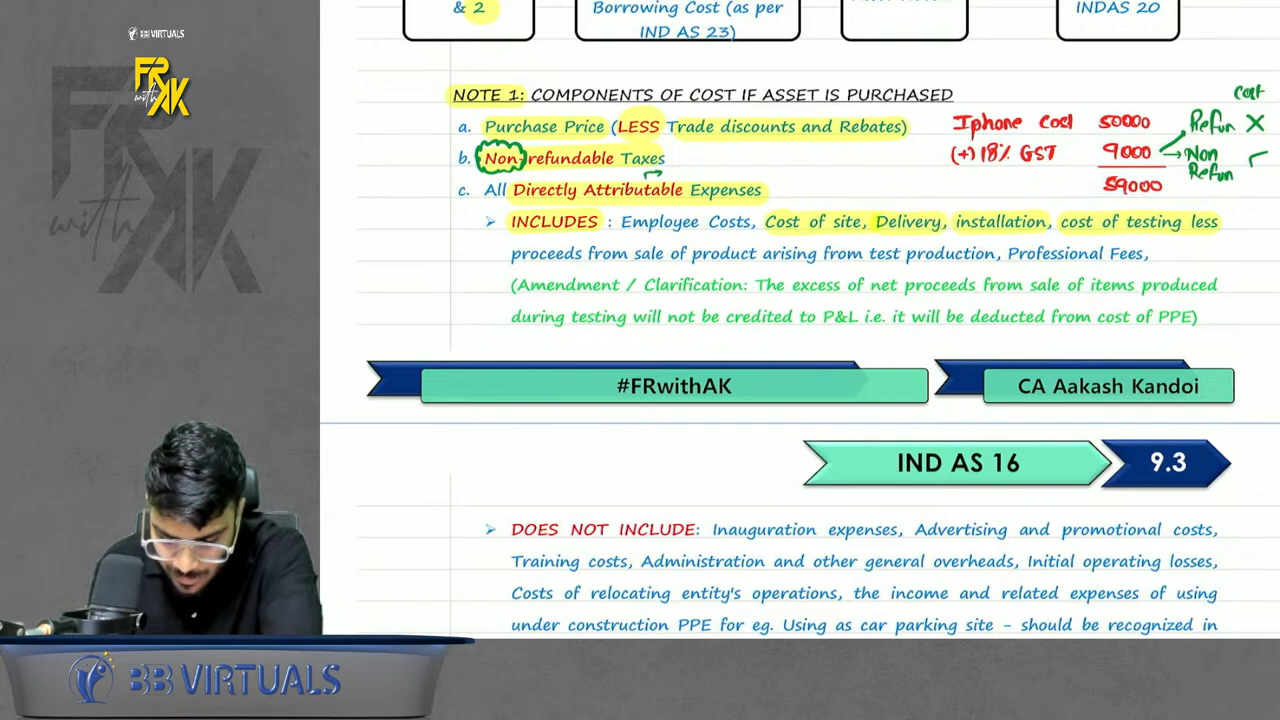 BB VIRTUALS
FR
with
AK
FR
with
AK
& 2
Borrowing Cost (as per
IND AS 23)
INDAS 20
NOTE 1: COMPONENTS OF COST IF ASSET IS PURCHASED
a. Purchase Price (LESS Trade discounts and Rebates)
b. Non-refundable Taxes
c. All Directly Attributable Expenses
➢ INCLUDES : Employee Costs, Cost of site, Delivery, installation, cost of testing less
proceeds from sale of product arising from test production, Professional Fees,
(Amendment / Clarification: The excess of net proceeds from sale of items produced
during testing will not be credited to P&L i.e. it will be deducted from cost of PPE)
Cost
Iphone Cost 50000 Refun X
(+) 18% GST 9000 → Non
Refun
59000
#FRwithAK
CA Aakash Kandoi
IND AS 16
9.3
➢ DOES NOT INCLUDE: Inauguration expenses, Advertising and promotional costs,
Training costs, Administration and other general overheads, Initial operating losses,
Costs of relocating entity's operations, the income and related expenses of using
under construction PPE for eg. Using as car parking site – should be recognized in
BB VIRTUALS